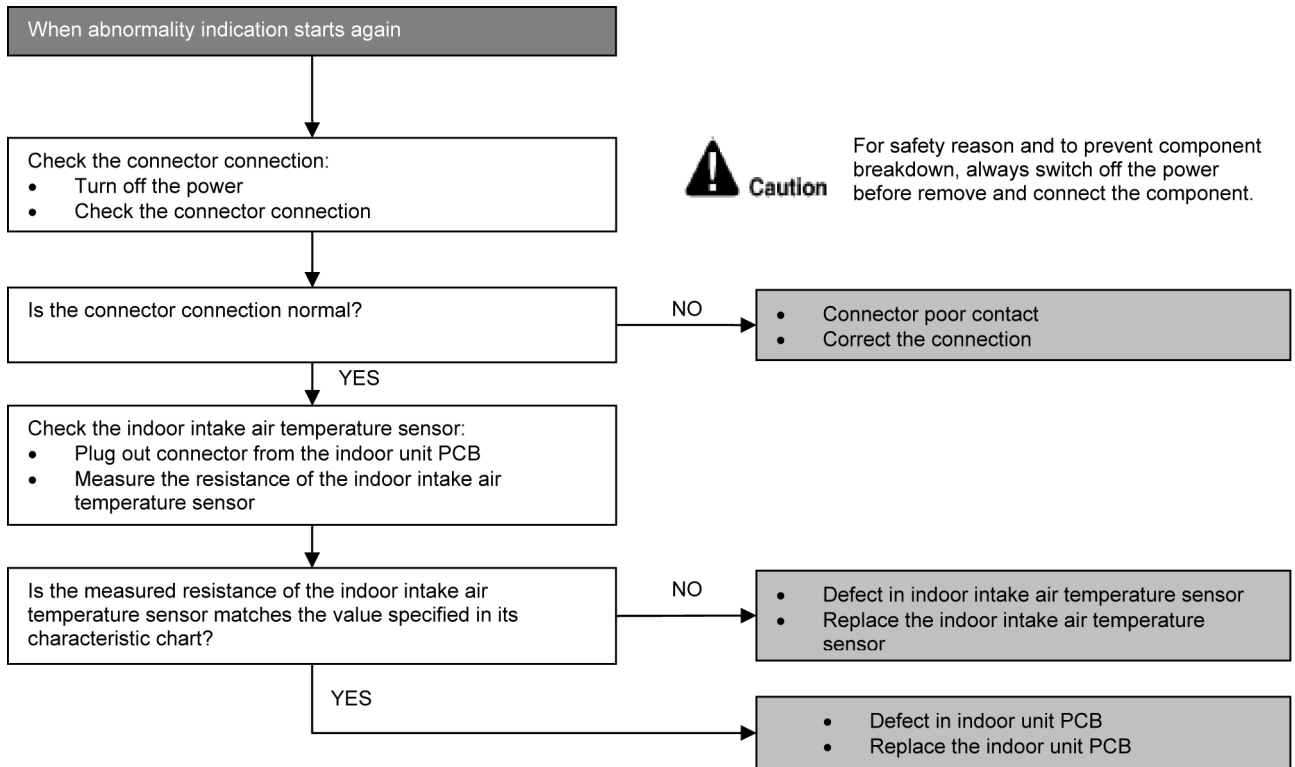 When abnormality indication starts again
Check the connector connection:
• Turn off the power
• Check the connector connection
Caution
For safety reason and to prevent component
breakdown, always switch off the power
before remove and connect the component.
Is the connector connection normal?
NO
• Connector poor contact
• Correct the connection
YES
Check the indoor intake air temperature sensor:
• Plug out connector from the indoor unit PCB
• Measure the resistance of the indoor intake air
temperature sensor
Is the measured resistance of the indoor intake air
temperature sensor matches the value specified in its
characteristic chart?
NO
• Defect in indoor intake air temperature sensor
• Replace the indoor intake air temperature
sensor
YES
• Defect in indoor unit PCB
• Replace the indoor unit PCB